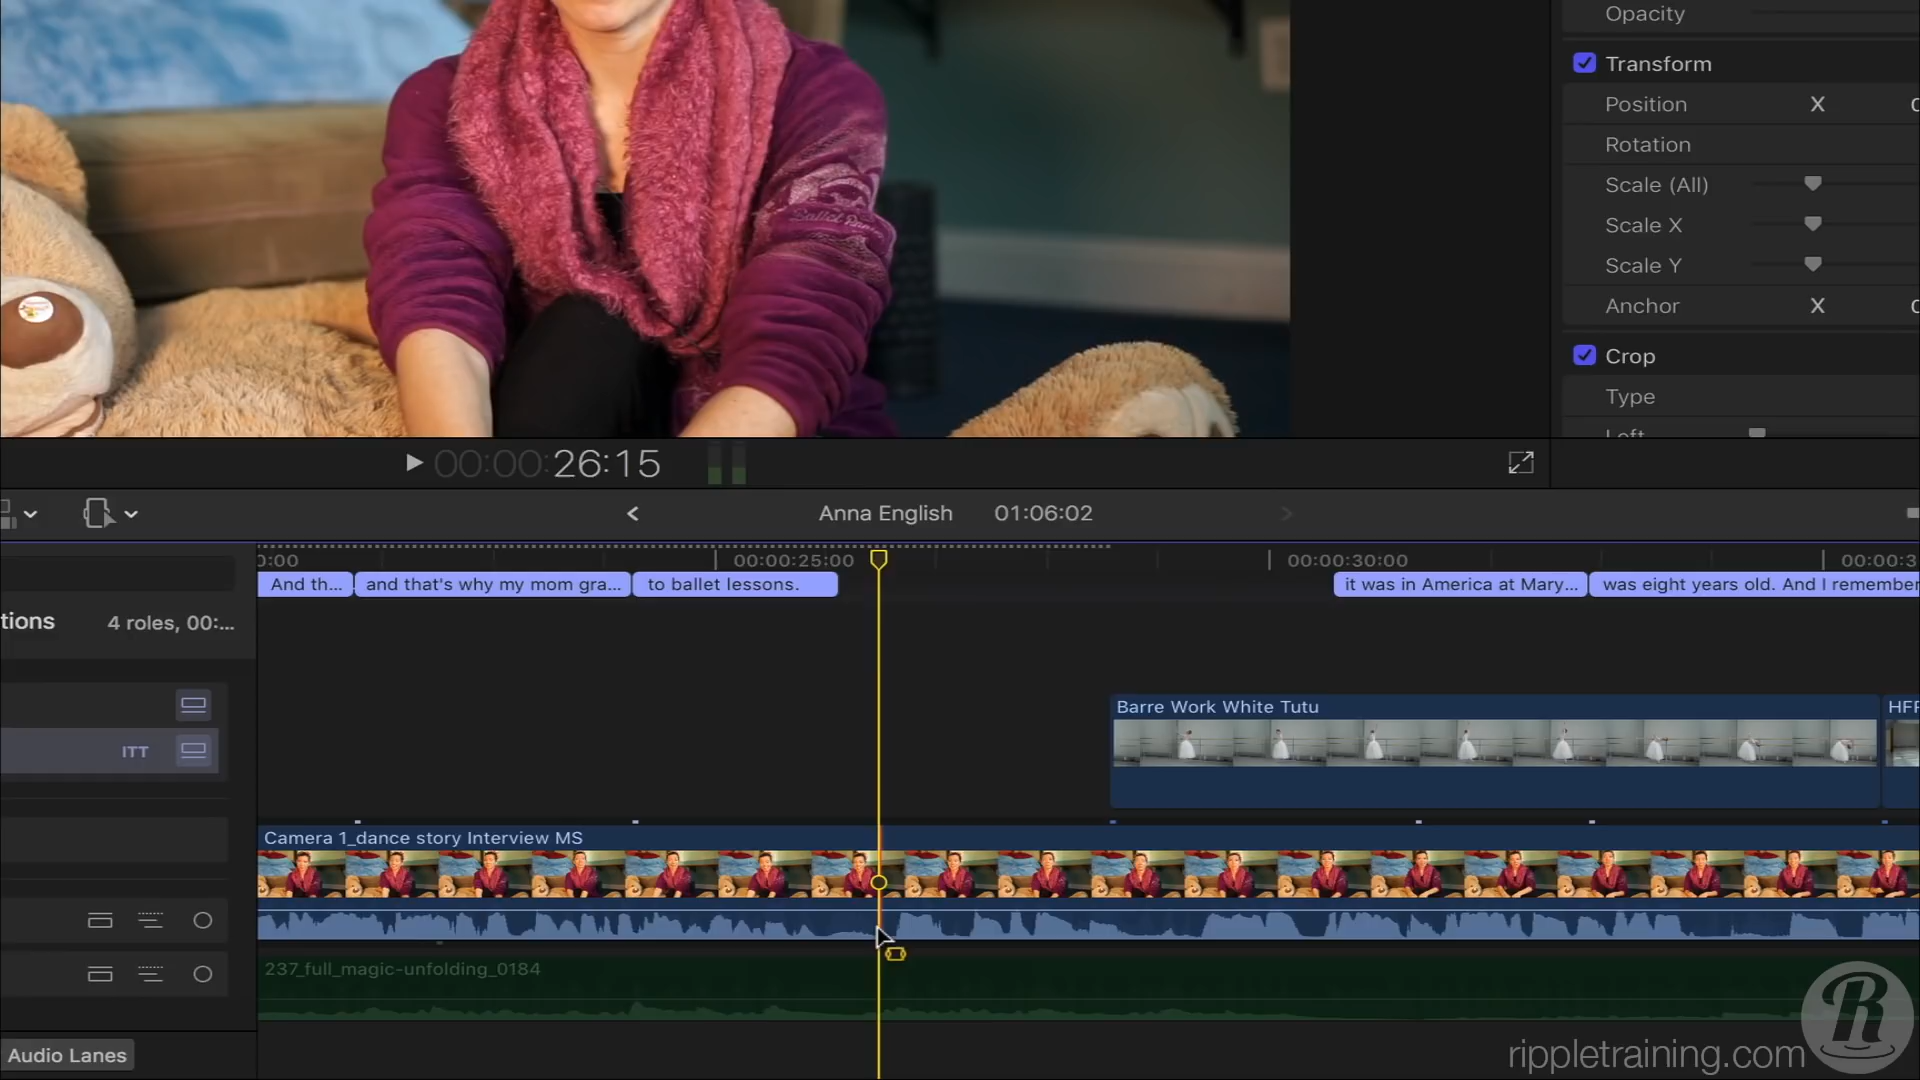 Opacity
Transform
Position X
Rotation
Scale (All)
Scale X
Scale Y
Anchor X
Crop
Type
Left
Ballet
00:00:26:15
Anna English 01:06:02
00:00:25:00
00:00:30:00
And th...
and that's why my mom gra...
to ballet lessons.
it was in America at Mary...
was eight years old. And I remember
4 roles, 00:...
ITT
Barre Work White Tutu
Camera 1_dance story Interview MS
237_full_magic-unfolding_0184
Audio Lanes
R
rippletraining.com